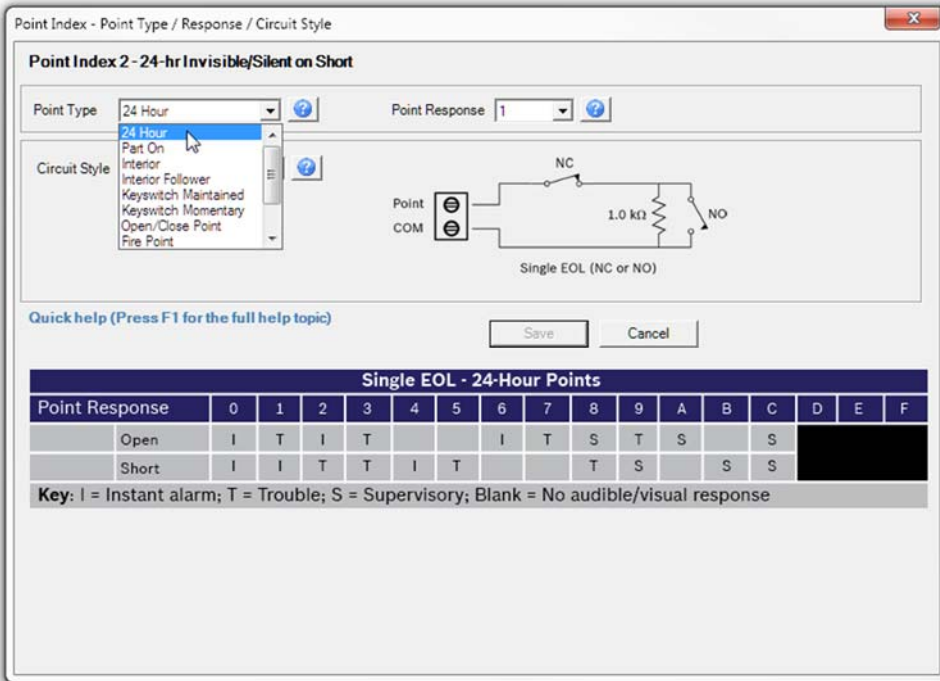 Point Index - Point Type / Response / Circuit Style
Point Index 2 - 24-hr Invisible/Silent on Short
Point Type 24 Hour Point Response 1
24 Hour
Part On
Interior
Interior Follower
Keyswitch Maintained
Keyswitch Momentary
Open/Close Point
Fire Point
Circuit Style
NC
Point
COM
1.0 kΩ
NO
Single EOL (NC or NO)
Quick help (Press F1 for the full help topic)
Save Cancel
Single EOL - 24-Hour Points
Point Response 0 1 2 3 4 5 6 7 8 9 A B C D E F
Open I T I T I T S T S S
Short I I T T I T T S S S
Key: I = Instant alarm; T = Trouble; S = Supervisory; Blank = No audible/visual response